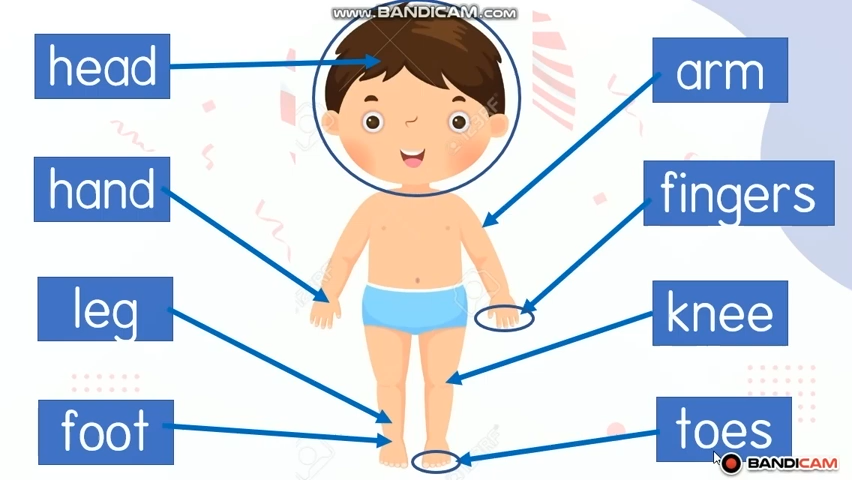 www.BANDICAM.com
head
arm
hand
fingers
leg
knee
foot
toes
BANDICAM